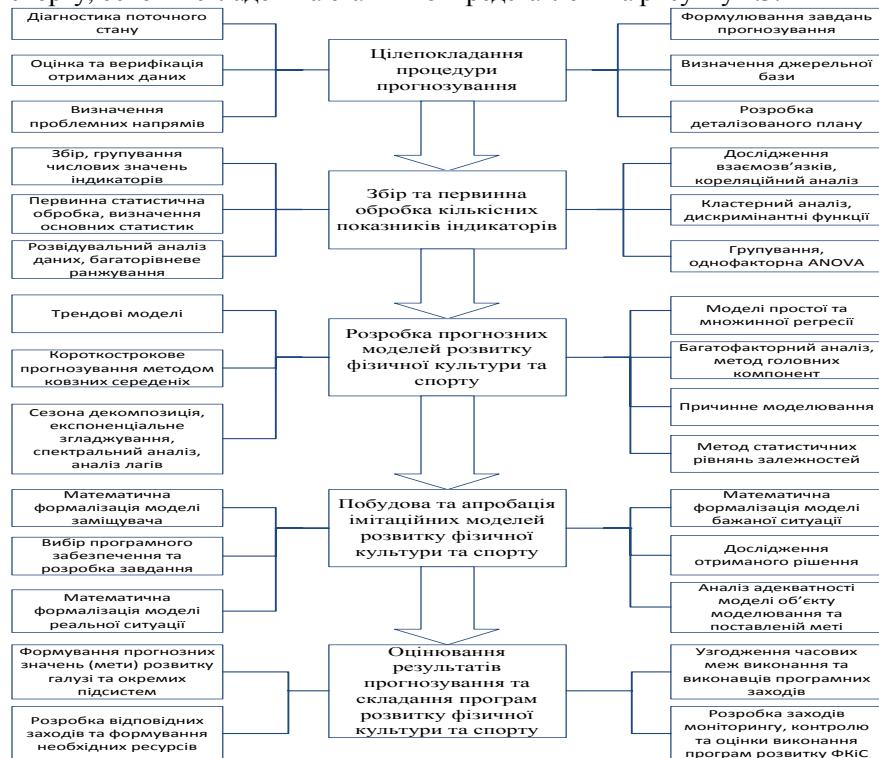 Діагностика поточного
стану
Оцінка та верифікація
отриманих даних
Визначення
проблемних напрямів
Цілепокладання
процедури
прогнозування
Формулювання завдань
прогнозування
Визначення джерельної
бази
Розробка
деталізованого плану
Збір, групування
числових значень
індикаторів
Первинна статистична
обробка, визначення
основних статистик
Розвідувальний аналіз
даних, багаторівневе
ранжування
Збір та первинна
обробка кількісних
показників індикаторів
Дослідження
взаємозв’язків,
кореляційний аналіз
Кластерний аналіз,
дискримінантні функції
Групування,
однофакторна ANOVA
Трендові моделі
Короткострокове
прогнозування методом
ковзних середеніх
Сезона декомпозиція,
експоненціальне
згладжування,
спектральний аналіз,
аналіз лагів
Розробка прогнозних
моделей розвитку
фізичної культури та
спорту
Моделі простої та
множинної регресії
Багатофакторний аналіз,
метод головних
компонент
Причинне моделювання
Метод статистичних
рівнянь залежностей
Математична
формалізація моделі
заміщувача
Вибір програмного
забезпечення та
розробка завдання
Математична
формалізація моделі
реальної ситуації
Побудова та апробація
імітаційних моделей
розвитку фізичної
культури та спорту
Математична
формалізація моделі
бажаної ситуації
Дослідження
отриманого рішення
Аналіз адекватності
моделі об’єкту
моделювання та
поставленій меті
Формування прогнозних
значень (мети) розвитку
галузі та окремих
підсистем
Розробка відповідних
заходів та формування
необхідних ресурсів
Оцінювання
результатів
прогнозування та
складання програм
розвитку фізичної
культури та спорту
Узгодження часових
меж виконання та
виконавців програмних
заходів
Розробка заходів
моніторингу, контролю
та оцінки виконання
програм розвитку ФКіС